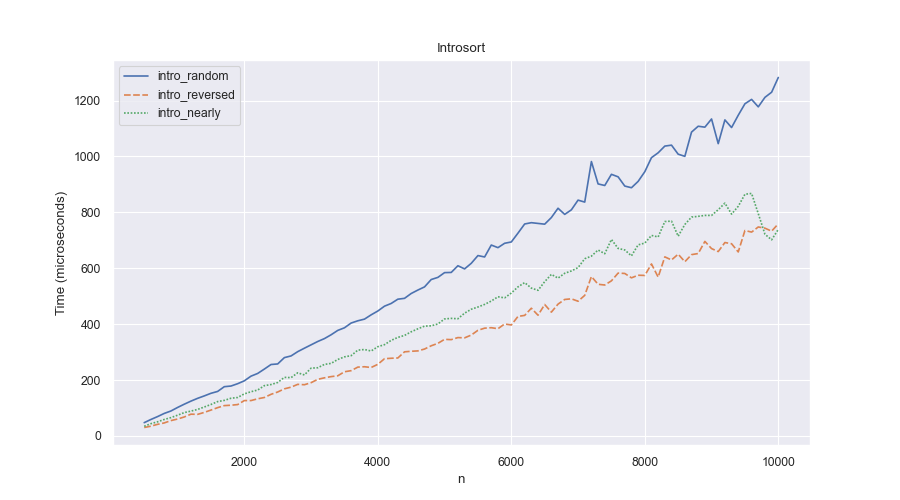 Introsort
intro_random
intro_reversed
intro_nearly
1200
1000
800
600
400
200
0
Time (microseconds)
2000 4000 6000 8000 10000
n